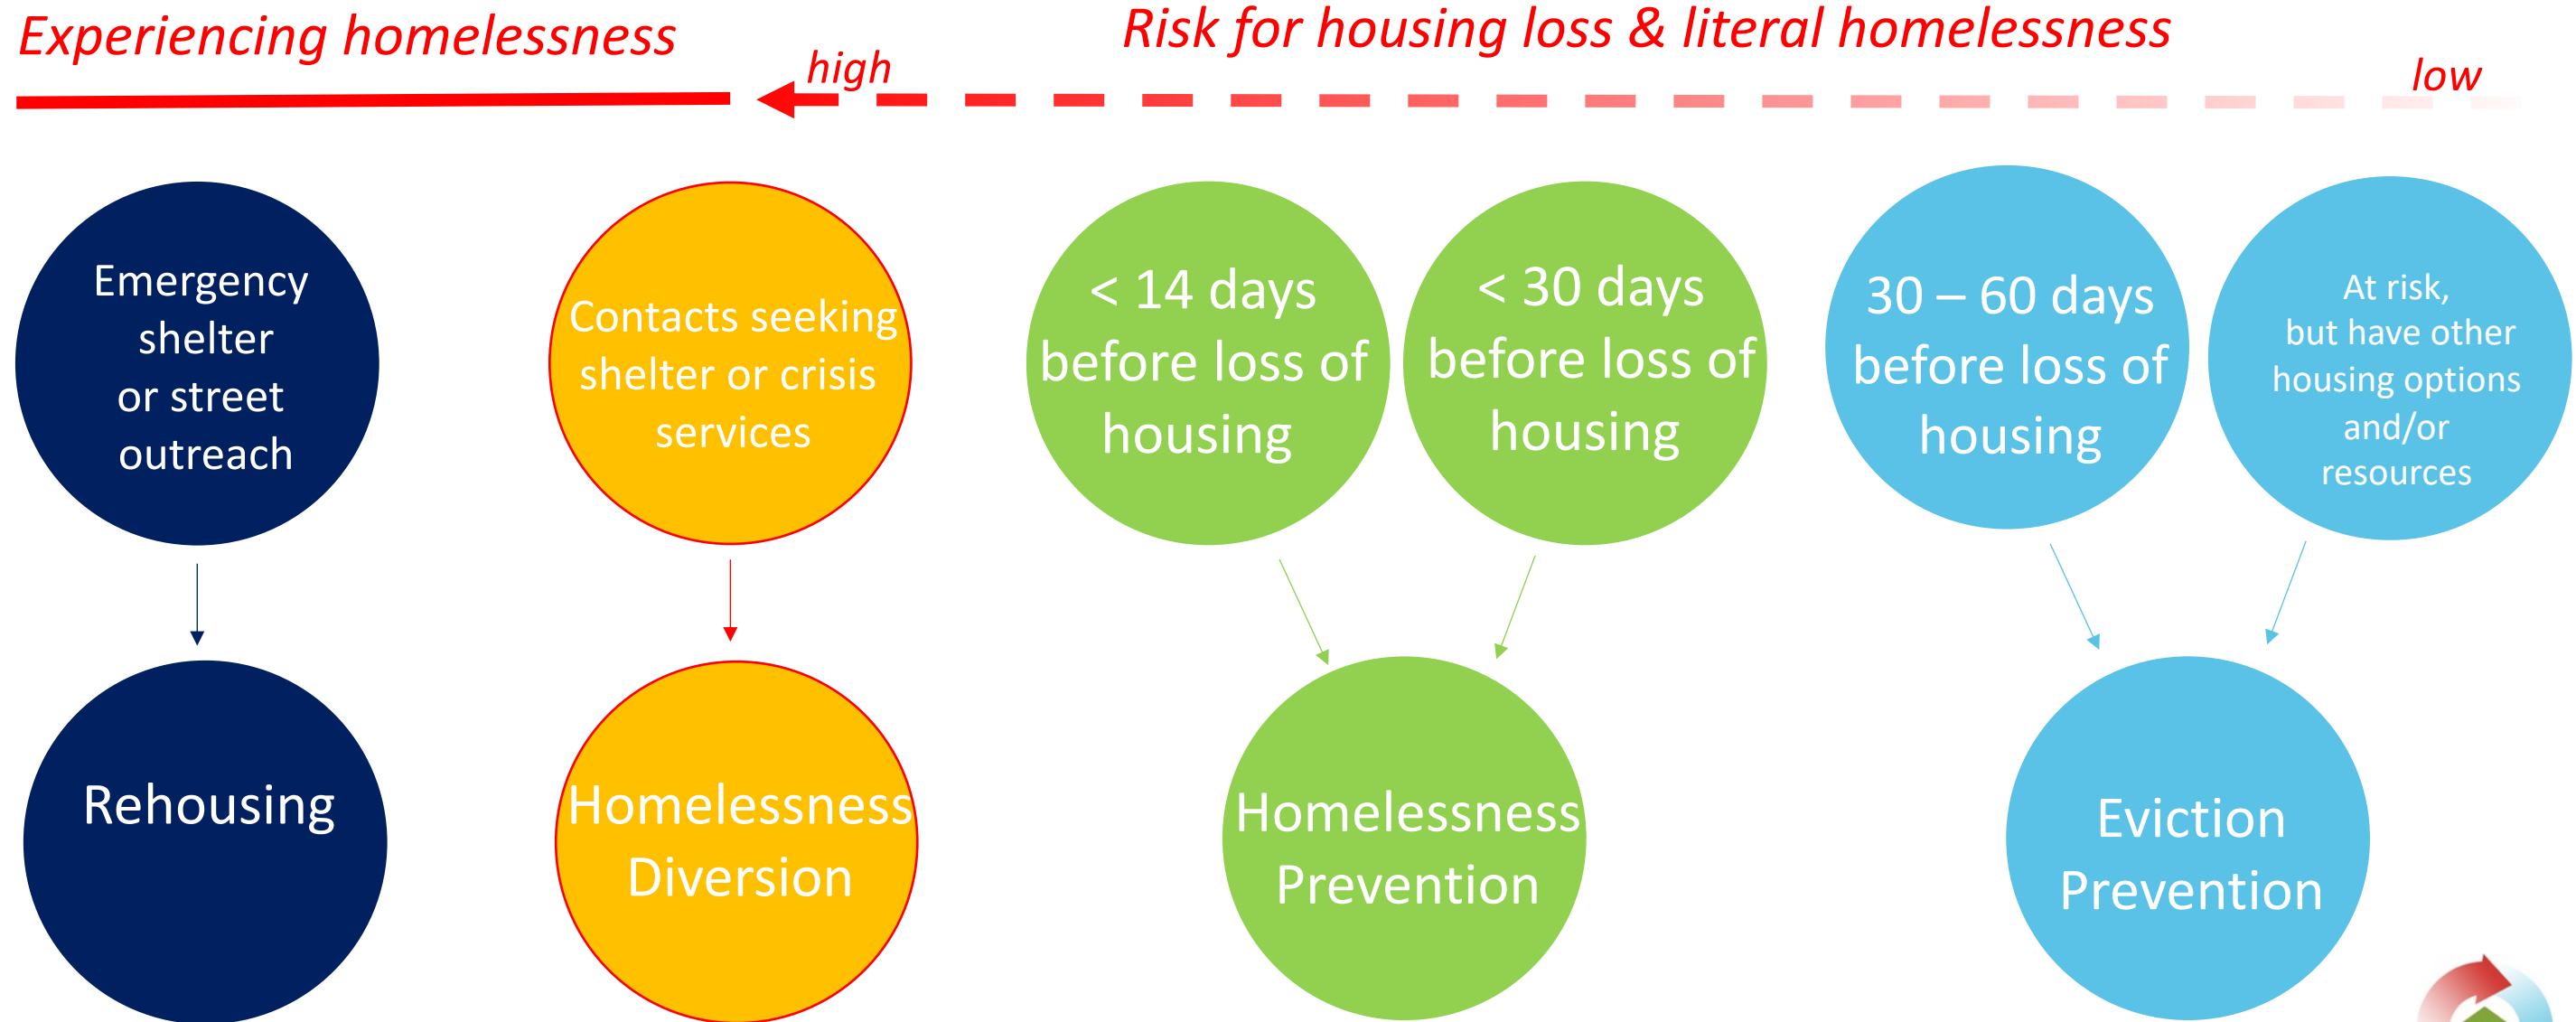 Experiencing homelessness
Risk for housing loss & literal homelessness
high
low
Emergency
shelter
or street
outreach
Contacts seeking
shelter or crisis
services
< 14 days
before loss of
housing
< 30 days
before loss of
housing
30 – 60 days
before loss of
housing
At risk,
but have other
housing options
and/or
resources
Rehousing
Homelessness
Diversion
Homelessness
Prevention
Eviction
Prevention